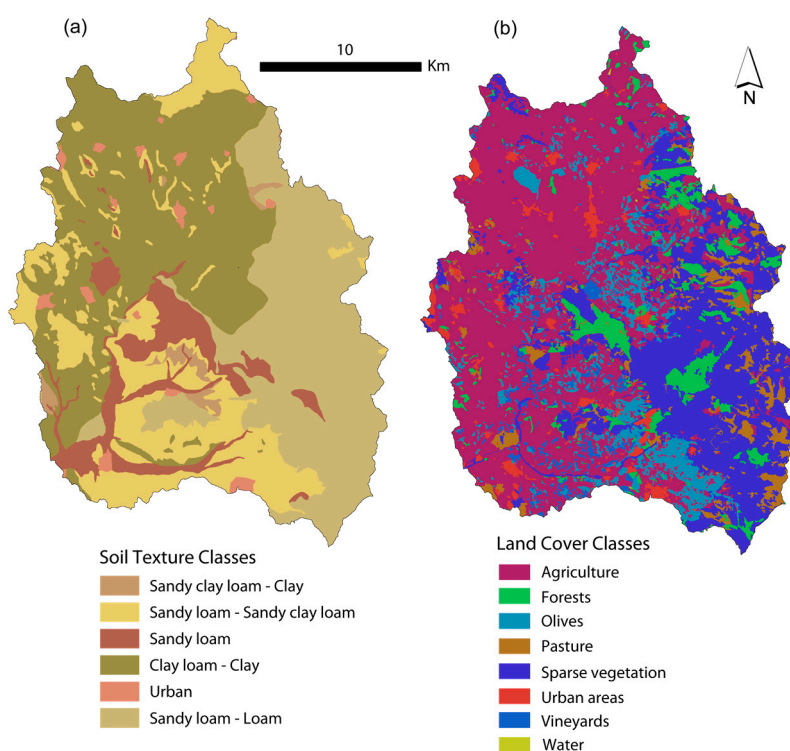 (a)
10
Km
(b)
N
Soil Texture Classes
Sandy clay loam - Clay
Sandy loam - Sandy clay loam
Sandy loam
Clay loam - Clay
Urban
Sandy loam - Loam
Land Cover Classes
Agriculture
Forests
Olives
Pasture
Sparse vegetation
Urban areas
Vineyards
Water